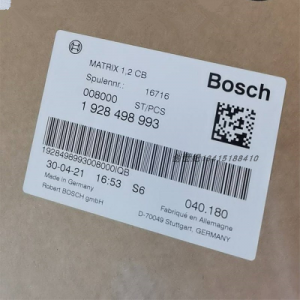 MATRIX 1,2 CB
Bosch
Spulennr.: 16716
008000 ST/PCS
1 928 498 993
1928498993008000IQB
30-04-21 16:53 S6
040.180
Made in Germany
Fabriqué en Allemagne
Robert BOSCH gmbH
D-70049 Stuttgart, GERMANY